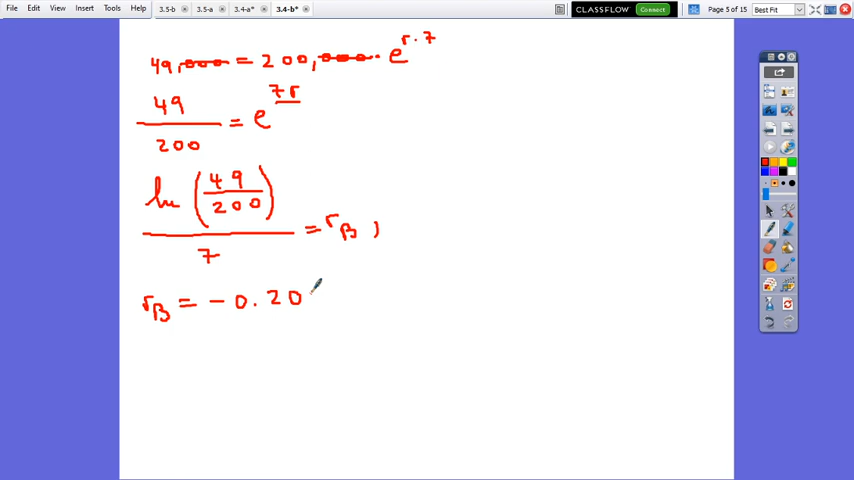 File Edit View Insert Tools Help 3.5-b 3.5-a 3.4-a* 3.4-b* CLASSFLOW Connect Page 5 of 15 Best Fit
49,000 = 200,000 · e^(r·7)
49/200 = e^(7r)
ln(49/200)/7 = r_B,
r_B = -0.20